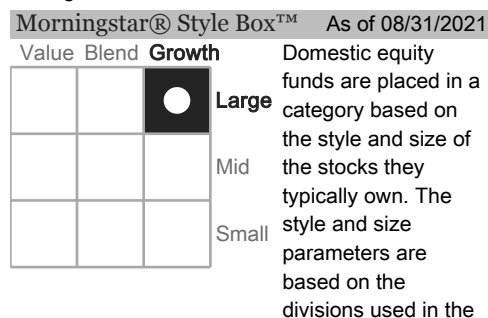 Morningstar® Style Box™ As of 08/31/2021
Value Blend Growth
Large
Mid
Small
Domestic equity
funds are placed in a
category based on
the style and size of
the stocks they
typically own. The
style and size
parameters are
based on the
divisions used in the